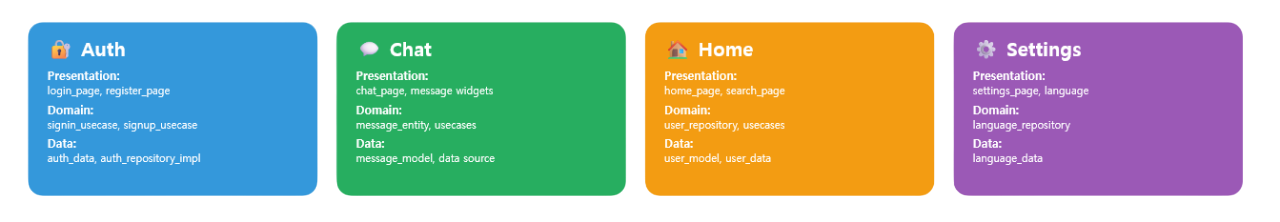 Auth
Presentation:
login_page, register_page
Domain:
signin_usecase, signup_usecase
Data:
auth_data, auth_repository_impl
Chat
Presentation:
chat_page, message widgets
Domain:
message_entity, usecases
Data:
message_model, data source
Home
Presentation:
home_page, search_page
Domain:
user_repository, usecases
Data:
user_model, user_data
Settings
Presentation:
settings_page, language
Domain:
language_repository
Data:
language_data